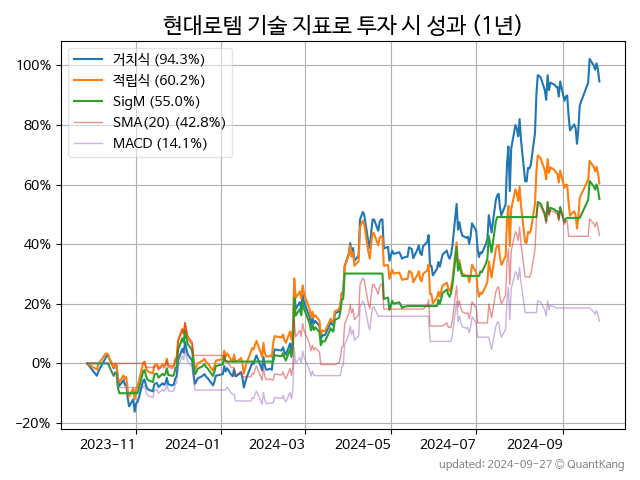 현대로템 기술 지표로 투자 시 성과 (1년)
거치식 (94.3%)
적립식 (60.2%)
SigM (55.0%)
SMA(20) (42.8%)
MACD (14.1%)
100%
80%
60%
40%
20%
0%
−20%
2023-11
2024-01
2024-03
2024-05
2024-07
2024-09
updated: 2024-09-27 @ QuantKang